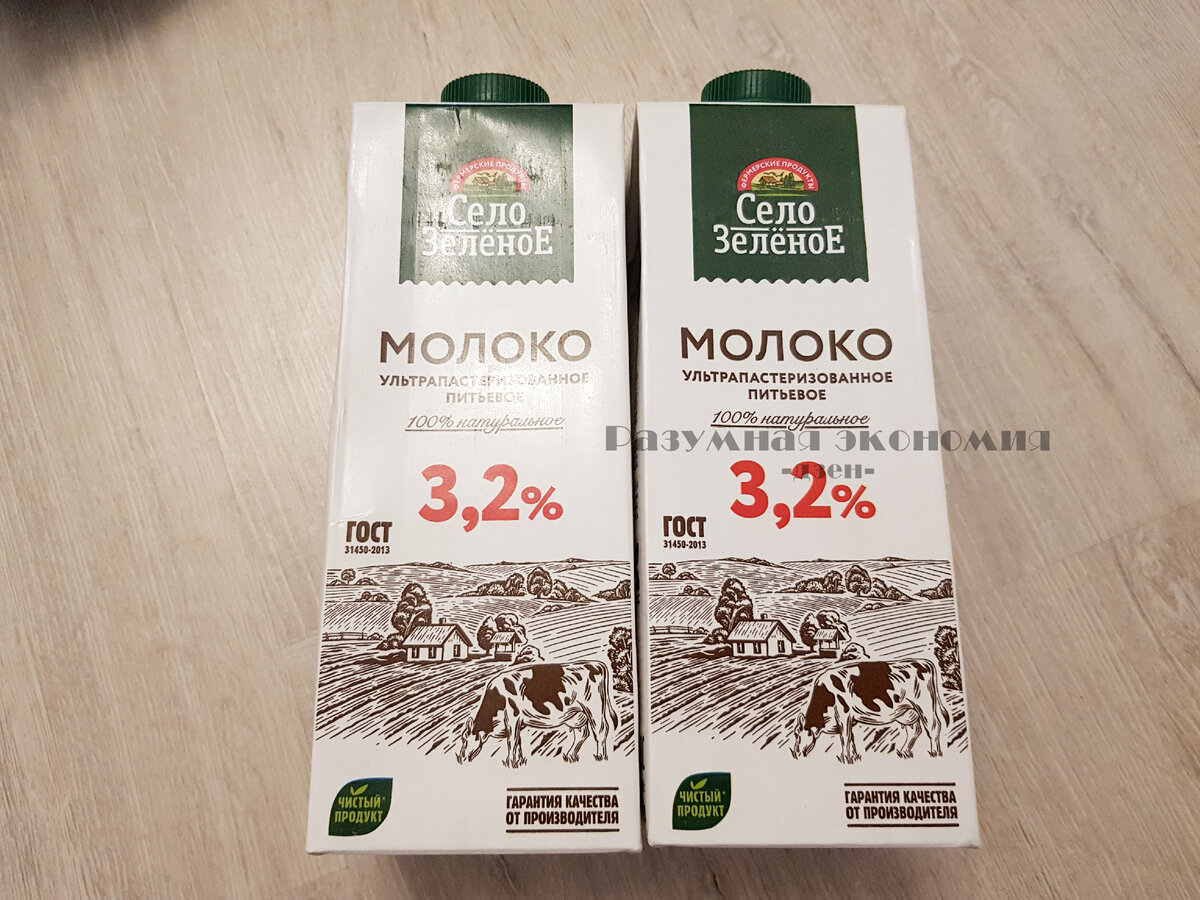 ФЕРМЕРСКИЕ ПРОДУКТЫ
Село
Зелёное
МОЛОКО
УЛЬТРАПАСТЕРИЗОВАННОЕ
ПИТЬЕВОЕ
100% натуральное
3,2%
ГОСТ
31450-2013
ЧИСТЫЙ*
ПРОДУКТ
ГАРАНТИЯ КАЧЕСТВА
ОТ ПРОИЗВОДИТЕЛЯ
ФЕРМЕРСКИЕ ПРОДУКТЫ
Село
Зелёное
МОЛОКО
УЛЬТРАПАСТЕРИЗОВАННОЕ
ПИТЬЕВОЕ
100% натуральное
3,2%
ГОСТ
31450-2013
ЧИСТЫЙ*
ПРОДУКТ
ГАРАНТИЯ КАЧЕСТВА
ОТ ПРОИЗВОДИТЕЛЯ
Разумная экономия
-дзен-